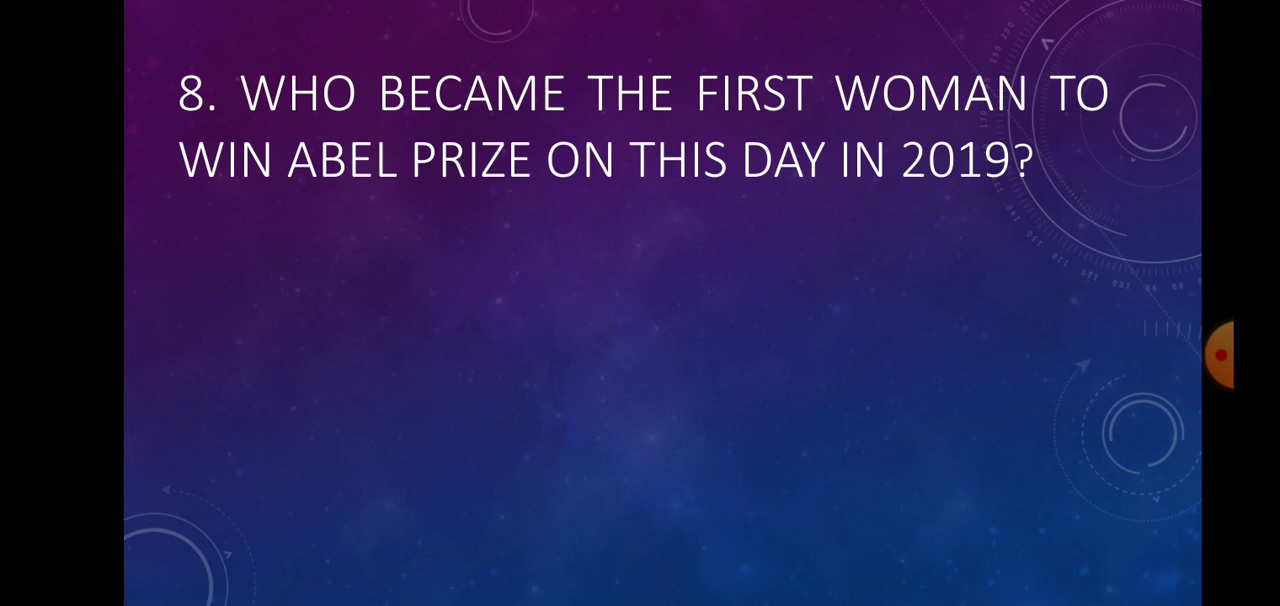 8. WHO BECAME THE FIRST WOMAN TO
WIN ABEL PRIZE ON THIS DAY IN 2019?